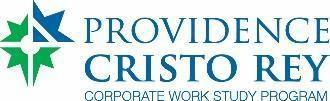 PROVIDENCE
CRISTO REY
CORPORATE WORK STUDY PROGRAM